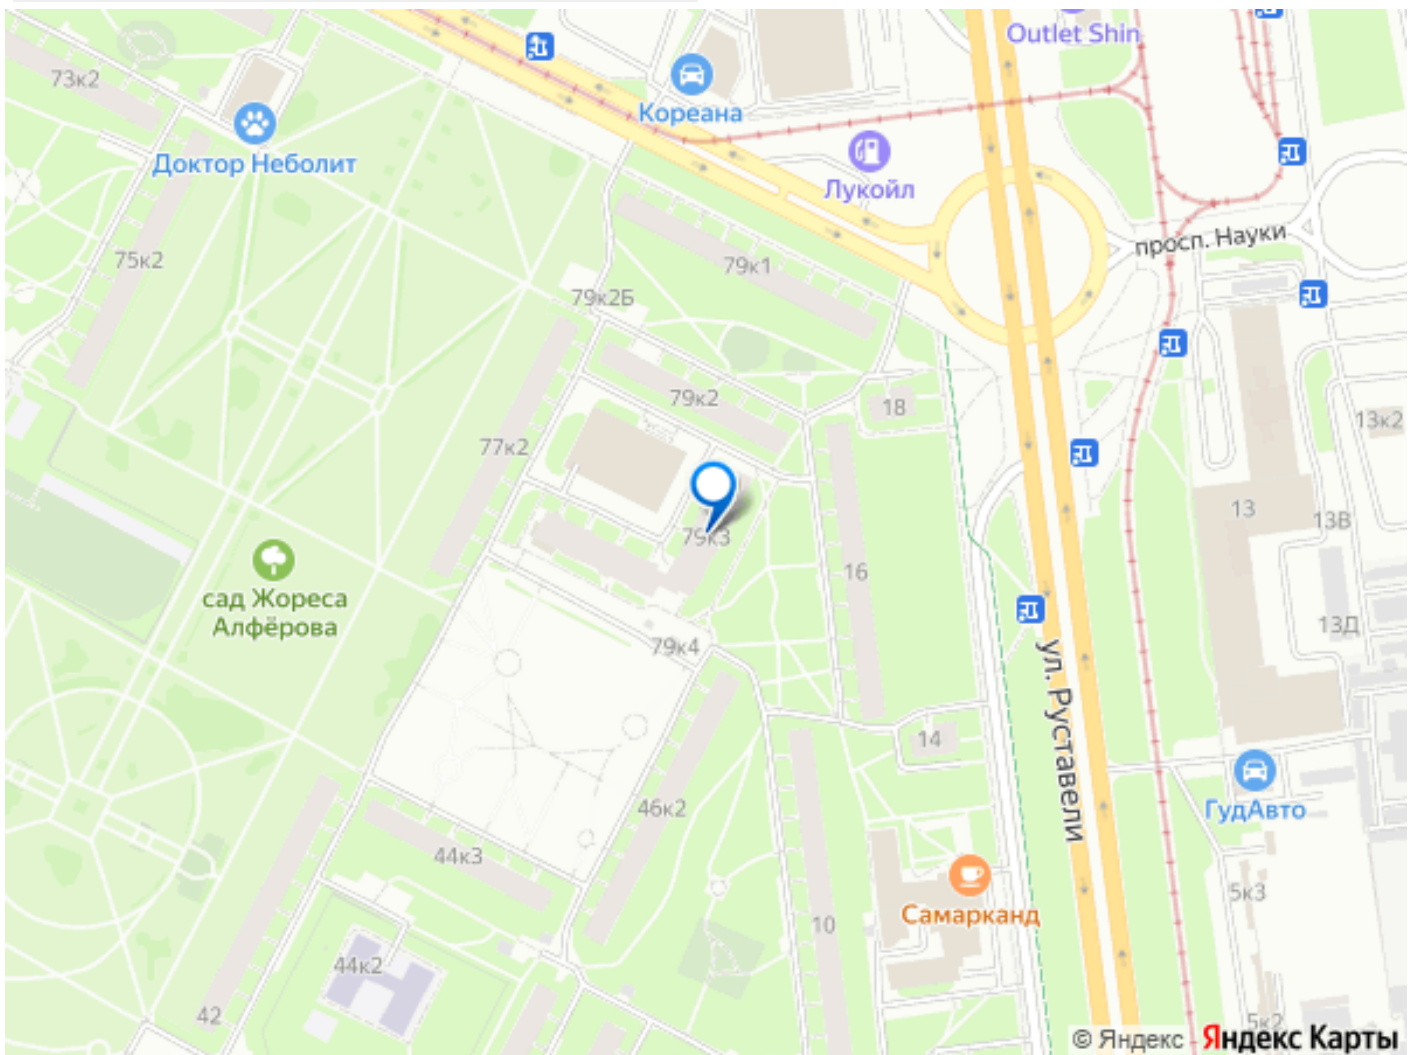 Outlet Shin
73к2
Кореана
Доктор Неболит
Лукойл
просп. Науки
75к2
79к1
79к2Б
79к2
18
13к2
77к2
13
13В
79к3
16
сад Жореса
Алфёрова
13Д
79к4
ул. Руставели
14
46к2
ГудАвто
44к3
5к3
Самарканд
10
44к2
42
5к2
© Яндекс Яндекс Карты